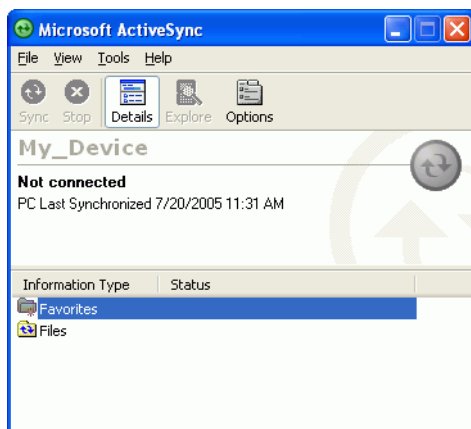 Microsoft ActiveSync
File View Tools Help
Sync Stop Details Explore Options
My_Device
Not connected
PC Last Synchronized 7/20/2005 11:31 AM
Information Type Status
Favorites
Files